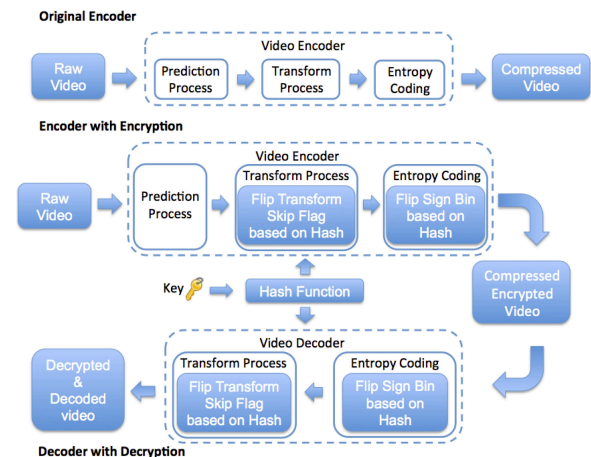 Original Encoder
Video Encoder
Raw
Video
Prediction
Process
Transform
Process
Entropy
Coding
Compressed
Video
Encoder with Encryption
Video Encoder
Raw
Video
Prediction
Process
Transform Process
Flip Transform
Skip Flag
based on Hash
Entropy Coding
Flip Sign Bin
based on
Hash
Compressed
Encrypted
Video
Key
Hash Function
Video Decoder
Decrypted
&
Decoded
video
Transform Process
Flip Transform
Skip Flag
based on Hash
Entropy Coding
Flip Sign Bin
based on
Hash
Decoder with Decryption